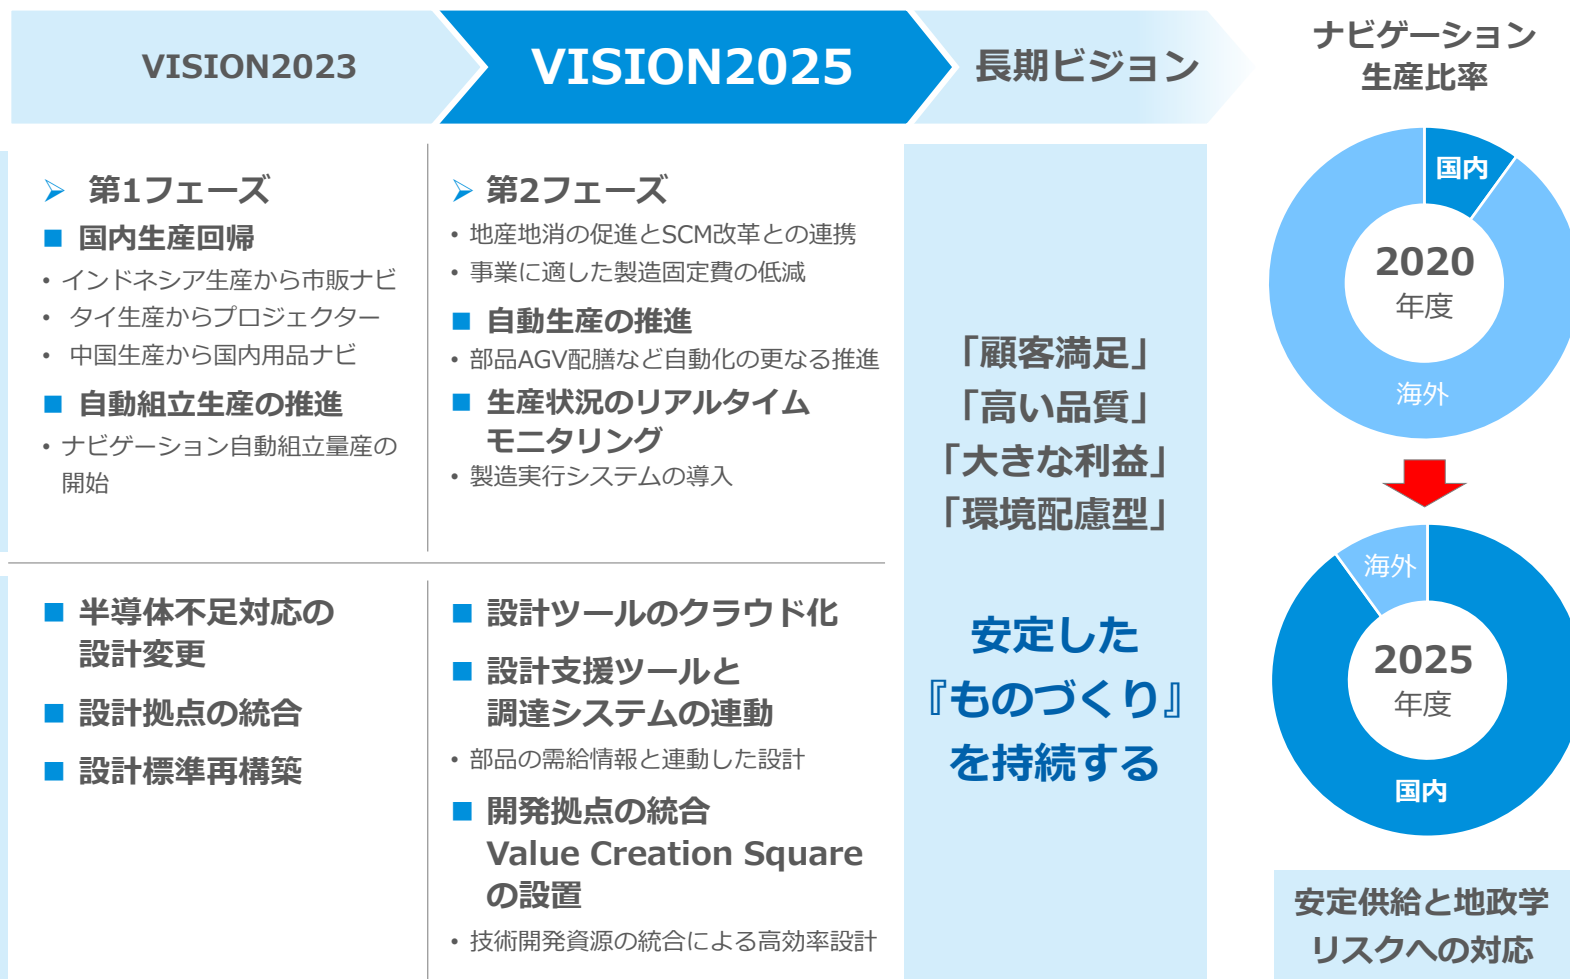 VISION2023
VISION2025
長期ビジョン
➢ 第1フェーズ
■ 国内生産回帰
• インドネシア生産から市販ナビ
• タイ生産からプロジェクター
• 中国生産から国内用品ナビ
■ 自動組立生産の推進
• ナビゲーション自動組立量産の
開始
➢ 第2フェーズ
• 地産地消の促進とSCM改革との連携
• 事業に適した製造固定費の低減
■ 自動生産の推進
• 部品AGV配膳など自動化の更なる推進
■ 生産状況のリアルタイム
モニタリング
• 製造実行システムの導入
■ 半導体不足対応の
設計変更
■ 設計拠点の統合
■ 設計標準再構築
■ 設計ツールのクラウド化
■ 設計支援ツールと
調達システムの連動
• 部品の需給情報と連動した設計
■ 開発拠点の統合
Value Creation Square
の設置
• 技術開発資源の統合による高効率設計
「顧客満足」
「高い品質」
「大きな利益」
「環境配慮型」
安定した
『ものづくり』
を持続する
ナビゲーション
生産比率
国内
2020
年度
海外
海外
2025
年度
国内
安定供給と地政学
リスクへの対応